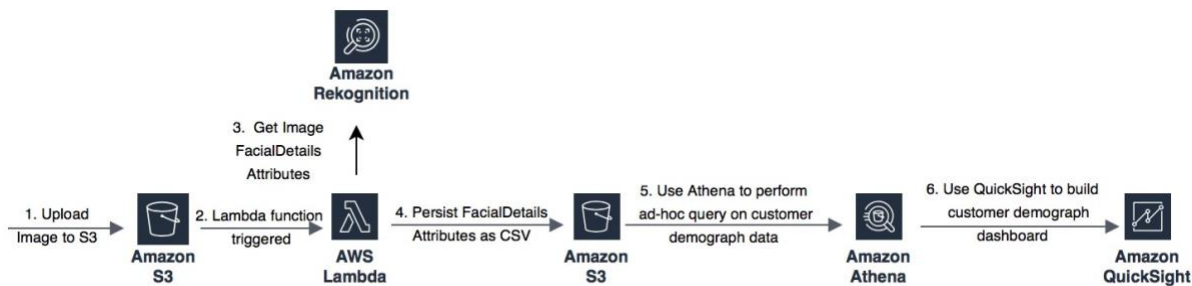 Amazon
Rekognition
3. Get Image
FacialDetails
Attributes
1. Upload
Image to S3
Amazon
S3
2. Lambda function
triggered
AWS
Lambda
4. Persist FacialDetails
Attributes as CSV
Amazon
S3
5. Use Athena to perform
ad-hoc query on customer
demograph data
Amazon
Athena
6. Use QuickSight to build
customer demograph
dashboard
Amazon
QuickSight